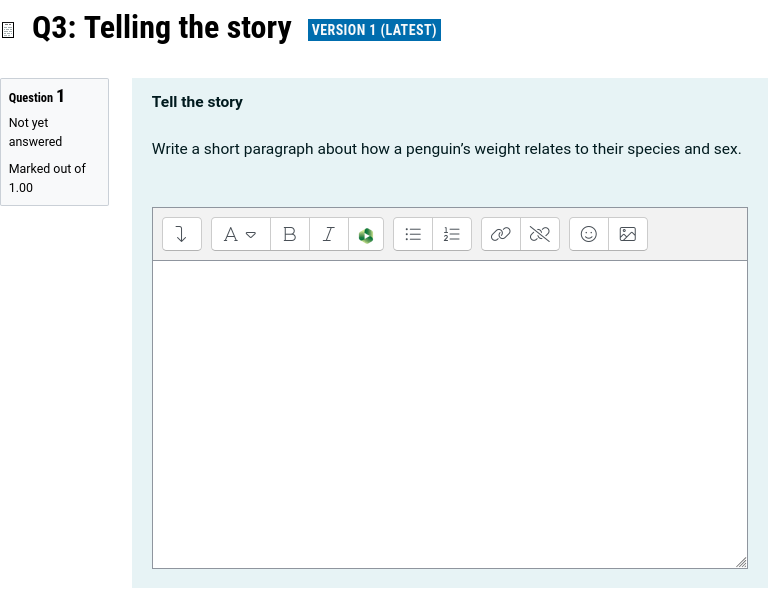 Q3: Telling the story VERSION 1 (LATEST)
Question 1
Not yet
answered
Marked out of
1.00
Tell the story
Write a short paragraph about how a penguin’s weight relates to their species and sex.